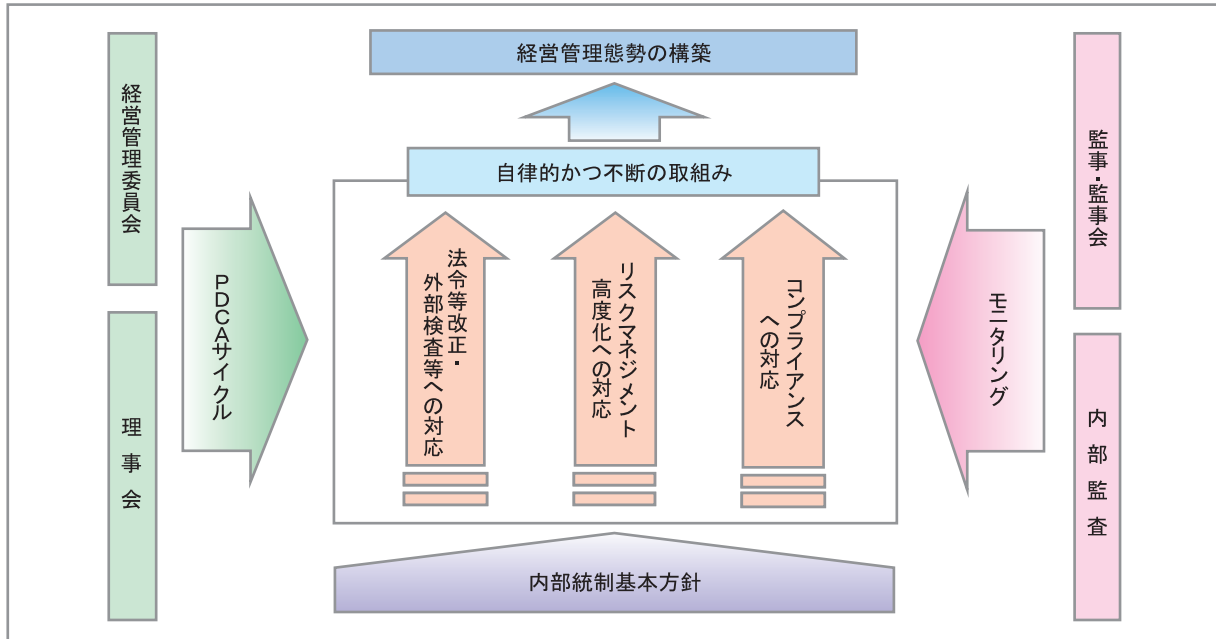 経営管理態勢の構築
自律的かつ不断の取組み
経営管理委員会
理事会
PDCAサイクル
法令等改正・
外部検査等への対応
リスクマネジメント
高度化への対応
コンプライアンス
への対応
モニタリング
監事・監事会
内部監査
内部統制基本方針